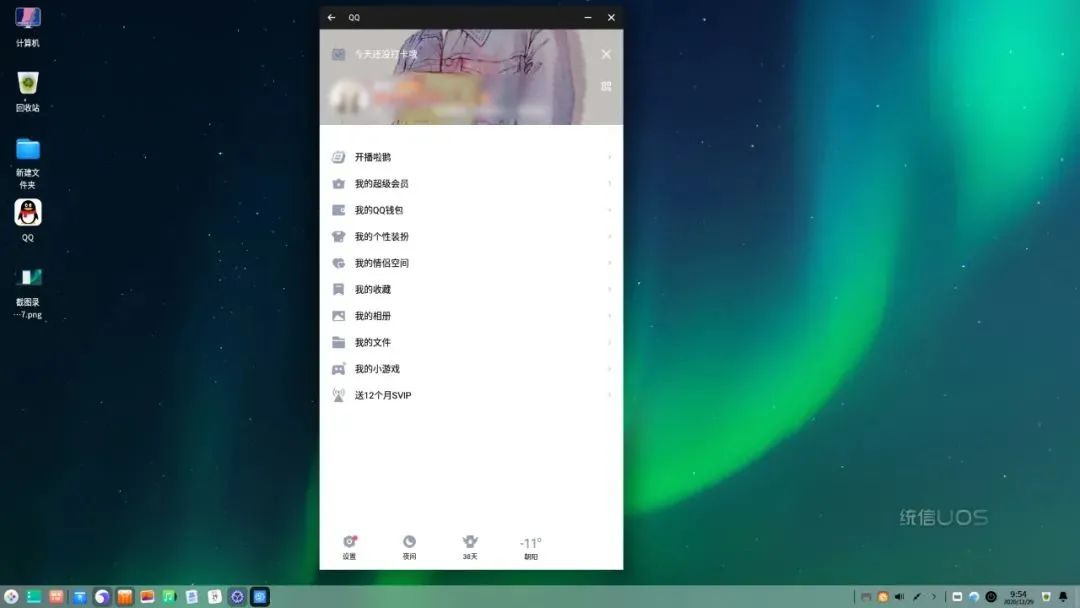 计算机
回收站
新建文
件夹
QQ
截图录
…7.png
QQ
今天还没打卡哦
开播啦鹅
我的超级会员
我的QQ钱包
我的个性装扮
我的情侣空间
我的收藏
我的相册
我的文件
我的小游戏
送12个月SVIP
设置
夜间
38天
-11°
朝阳
统信UOS
9:54
2020/12/29